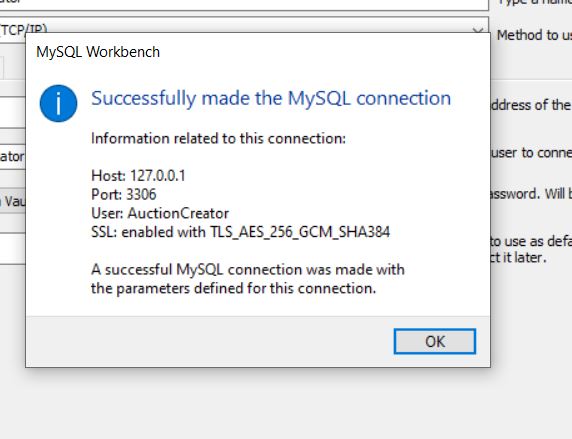 Type a name
(TCP/IP)
Method to us
MySQL Workbench
Successfully made the MySQL connection
ddress of the
Information related to this connection:
ator
user to conne
Host: 127.0.0.1
Port: 3306
n Vau
assword. Will b
User: AuctionCreator
SSL: enabled with TLS_AES_256_GCM_SHA384
to use as defa
ct it later.
A successful MySQL connection was made with
the parameters defined for this connection.
OK